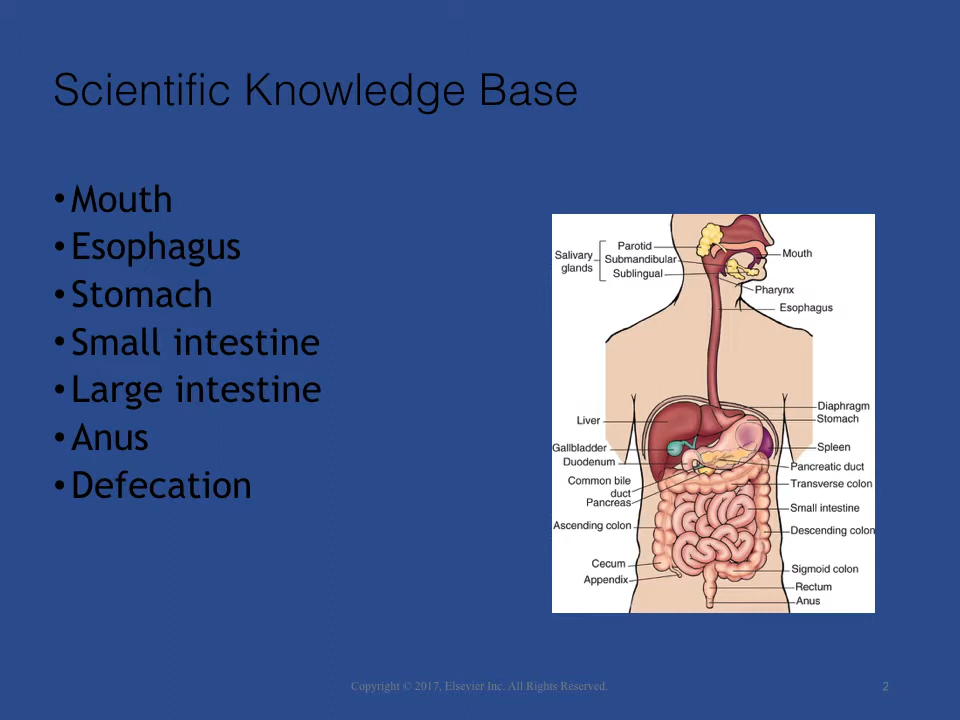 Scientific Knowledge Base
•Mouth
•Esophagus
•Stomach
•Small intestine
•Large intestine
•Anus
•Defecation
Salivary
glands
Parotid
Submandibular
Sublingual
Mouth
Pharynx
Esophagus
Liver
Gallbladder
Duodenum
Common bile
duct
Pancreas
Ascending colon
Cecum
Appendix
Diaphragm
Stomach
Spleen
Pancreatic duct
Transverse colon
Small intestine
Descending colon
Sigmoid colon
Rectum
Anus
Copyright © 2017, Elsevier Inc. All Rights Reserved.
2